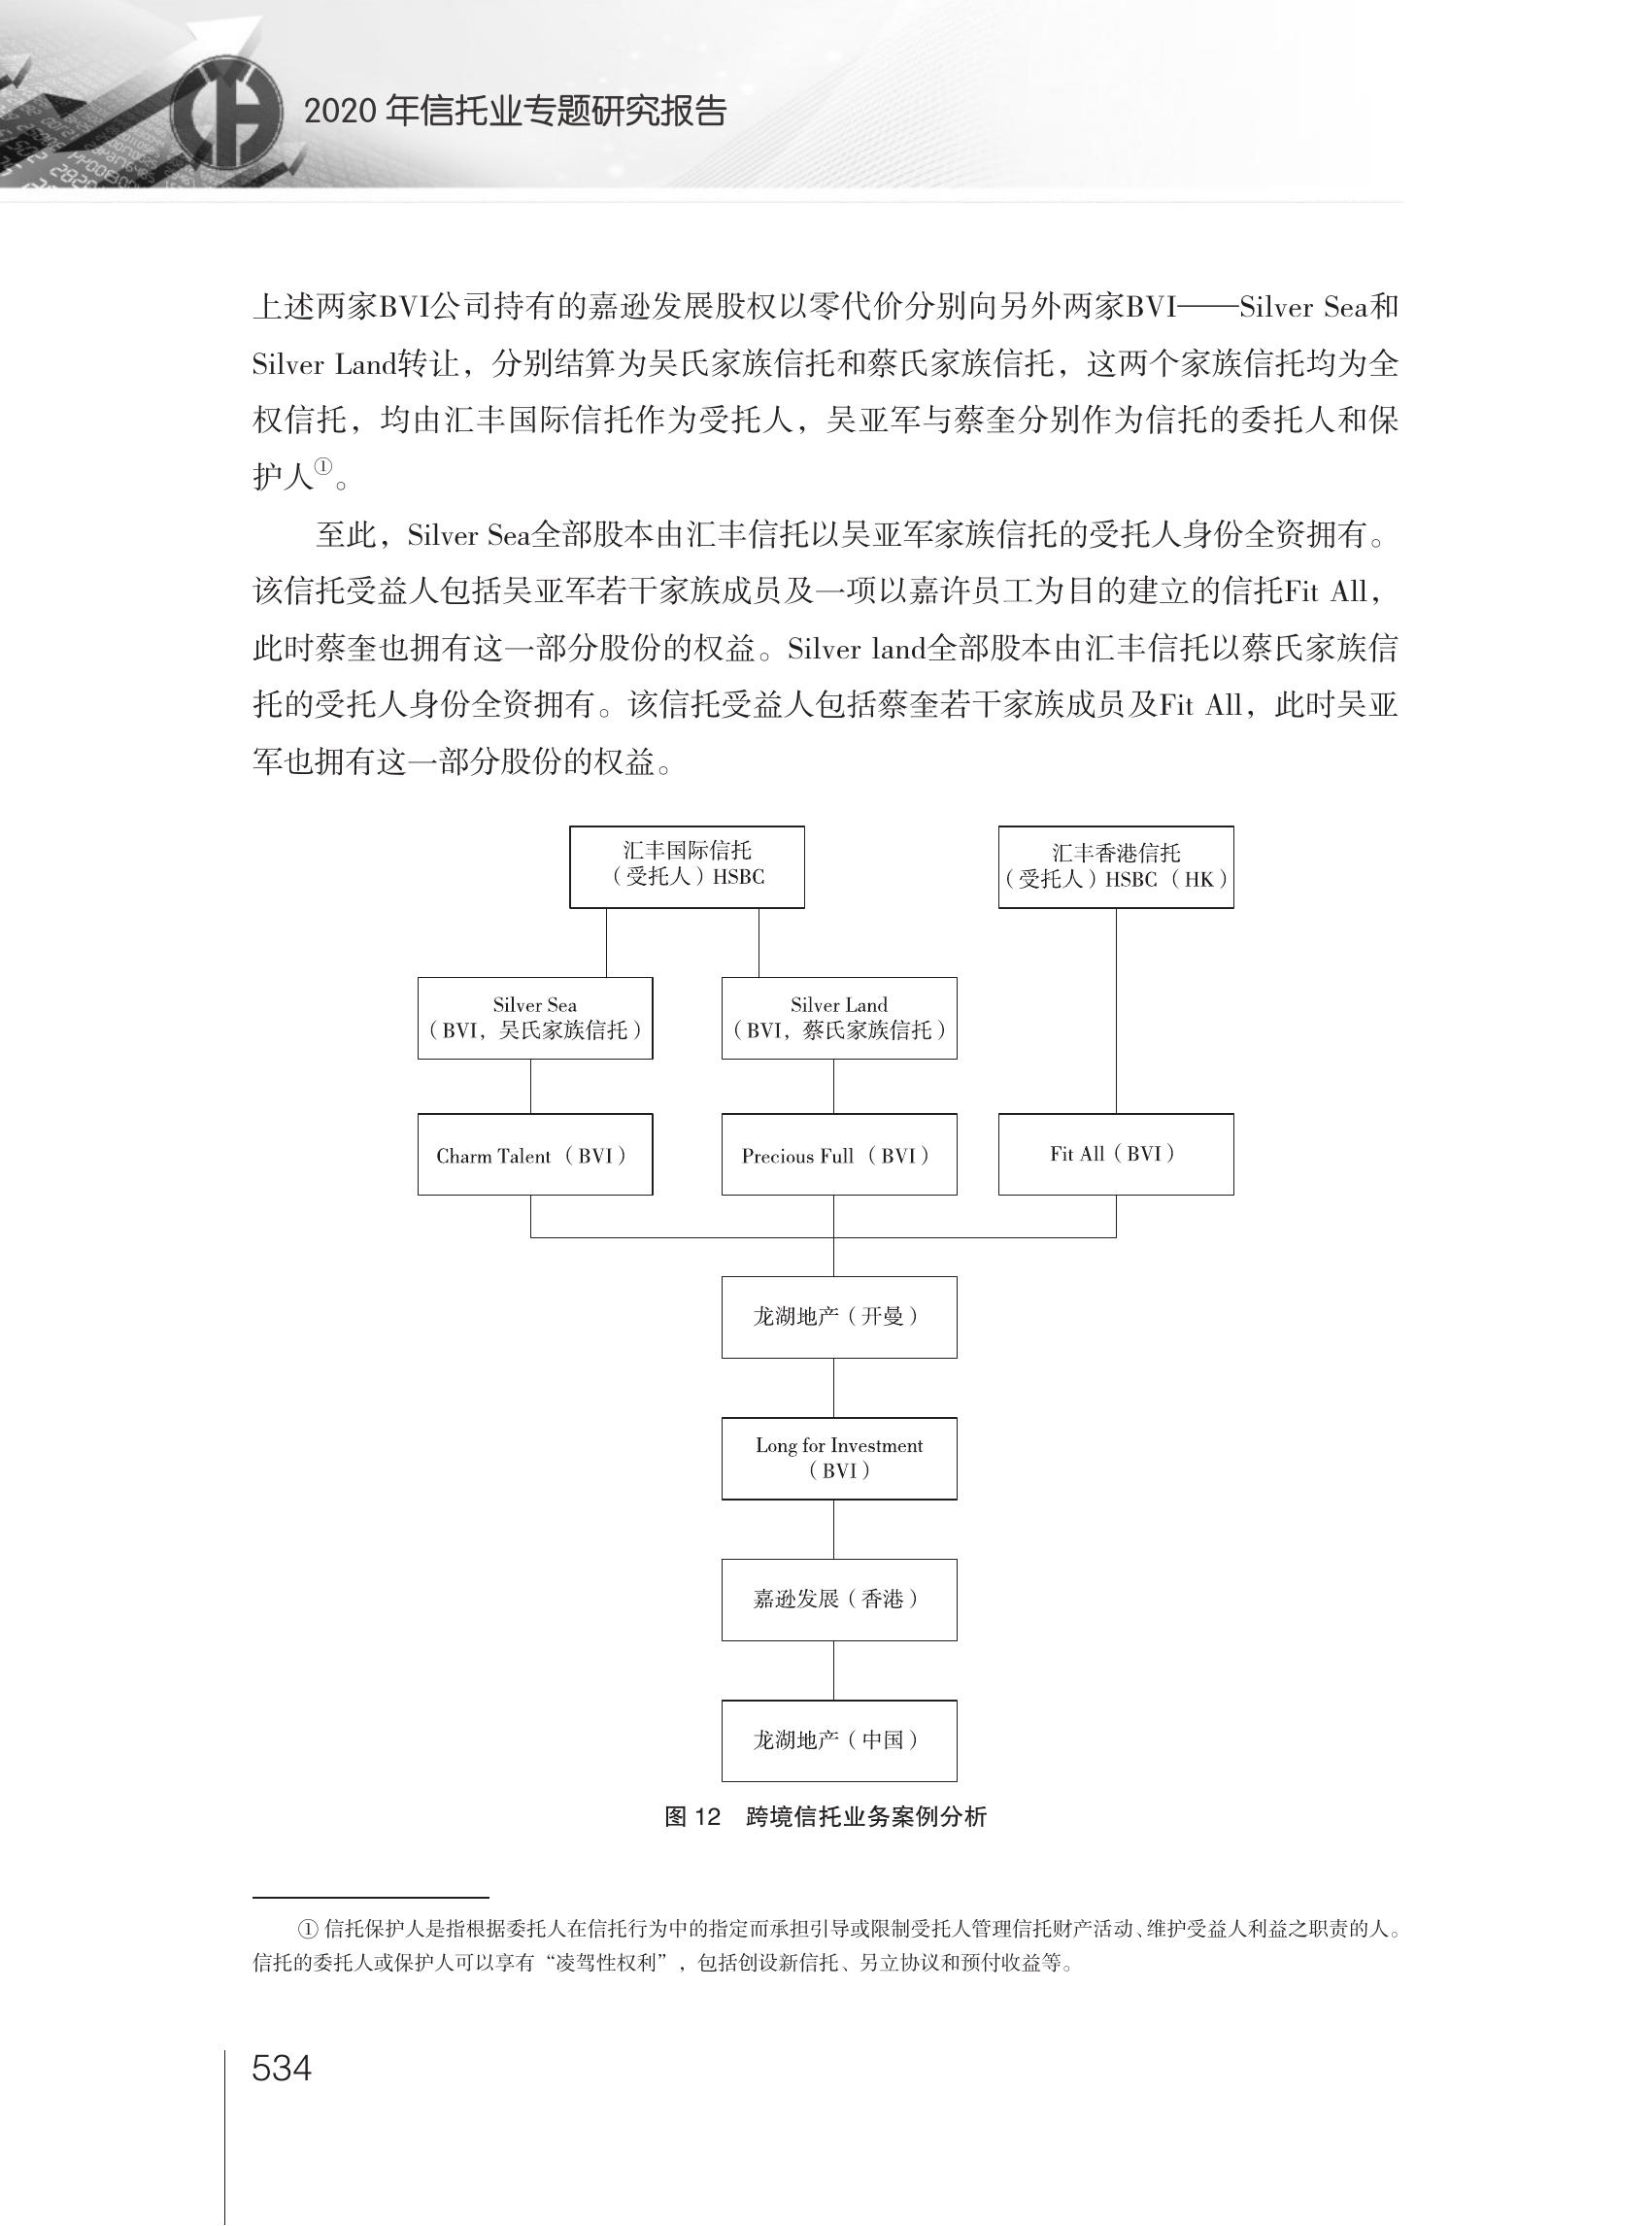 2020 年信托业专题研究报告
上述两家BVI公司持有的嘉逊发展股权以零代价分别向另外两家BVI——Silver Sea和
Silver Land转让，分别结算为吴氏家族信托和蔡氏家族信托，这两个家族信托均为全
权信托，均由汇丰国际信托作为受托人，吴亚军与蔡奎分别作为信托的委托人和保
护人①。
至此，Silver Sea全部股本由汇丰信托以吴亚军家族信托的受托人身份全资拥有。
该信托受益人包括吴亚军若干家族成员及一项以嘉许员工为目的建立的信托Fit All，
此时蔡奎也拥有这一部分股份的权益。Silver land全部股本由汇丰信托以蔡氏家族信
托的受托人身份全资拥有。该信托受益人包括蔡奎若干家族成员及Fit All，此时吴亚
军也拥有这一部分股份的权益。
汇丰国际信托
（受托人）HSBC
汇丰香港信托
（受托人）HSBC（HK）
Silver Sea
（BVI，吴氏家族信托）
Silver Land
（BVI，蔡氏家族信托）
Charm Talent（BVI）
Precious Full（BVI）
Fit All（BVI）
龙湖地产（开曼）
Long for Investment
（BVI）
嘉逊发展（香港）
龙湖地产（中国）
图 12 跨境信托业务案例分析
① 信托保护人是指根据委托人在信托行为中的指定而承担引导或限制受托人管理信托财产活动、维护受益人利益之职责的人。
信托的委托人或保护人可以享有“凌驾性权利”，包括创设新信托、另立协议和预付收益等。
534